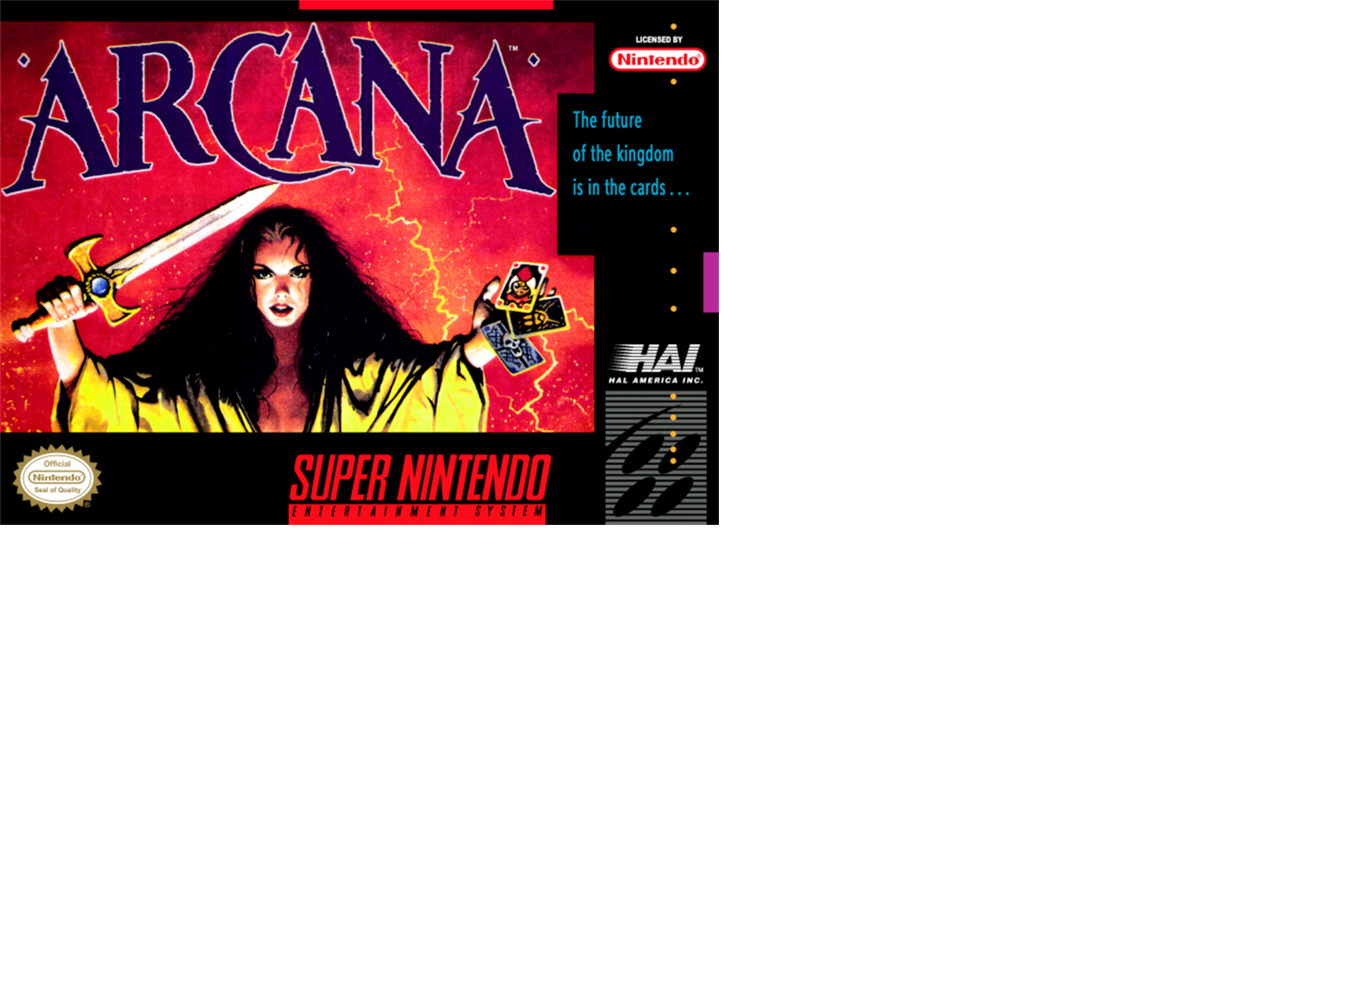 ARCANA™
LICENSED BY
Nintendo®
The future
of the kingdom
is in the cards . . .
HAL™
HAL AMERICA INC.
Official
Nintendo®
Seal of Quality
®
SUPER NINTENDO
ENTERTAINMENT SYSTEM